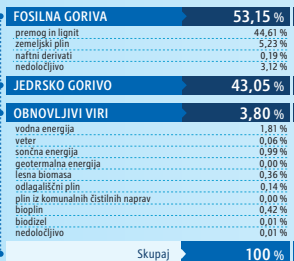 FOSILNA GORIVA 53,15 %
premog in lignit 44,61 %
zemeljski plin 5,23 %
naftni derivati 0,19 %
nedoločljivo 3,12 %
JEDRSKO GORIVO 43,05 %
OBNOVLJIVI VIRI 3,80 %
vodna energija 1,81 %
veter 0,06 %
sončna energija 0,99 %
geotermalna energija 0,00 %
lesna biomasa 0,36 %
odlagališčni plin 0,14 %
plin iz komunalnih čistilnih naprav 0,00 %
bioplin 0,42 %
biodizel 0,01 %
nedoločljivo 0,01 %
Skupaj 100 %